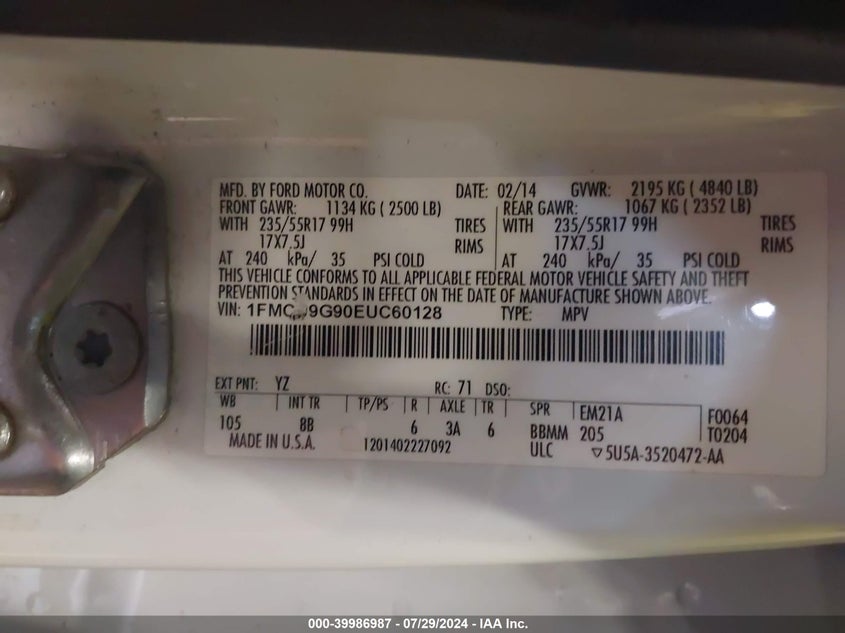 MFD. BY FORD MOTOR CO. DATE: 02/14 GVWR: 2195 KG ( 4840 LB)
FRONT GAWR: 1134 KG ( 2500 LB) REAR GAWR: 1067 KG ( 2352 LB)
WITH 235/55R17 99H TIRES WITH 235/55R17 99H TIRES
17X7.5J RIMS 17X7.5J RIMS
AT 240 kPa/ 35 PSI COLD AT 240 kPa/ 35 PSI COLD
THIS VEHICLE CONFORMS TO ALL APPLICABLE FEDERAL MOTOR VEHICLE SAFETY AND THEFT
PREVENTION STANDARDS IN EFFECT ON THE DATE OF MANUFACTURE SHOWN ABOVE.
VIN: TYPE: MPV
EXT PNT: YZ RC: 71 DSO:
WB INT TR TP/PS R AXLE TR SPR EM21A F0064
105 8B 6 3A 6 BBMM 205 T0204
MADE IN U.S.A. 1201402227092 ULC ▽5U5A-3520472-AA
000-39986987 - 07/29/2024 - IAA Inc.